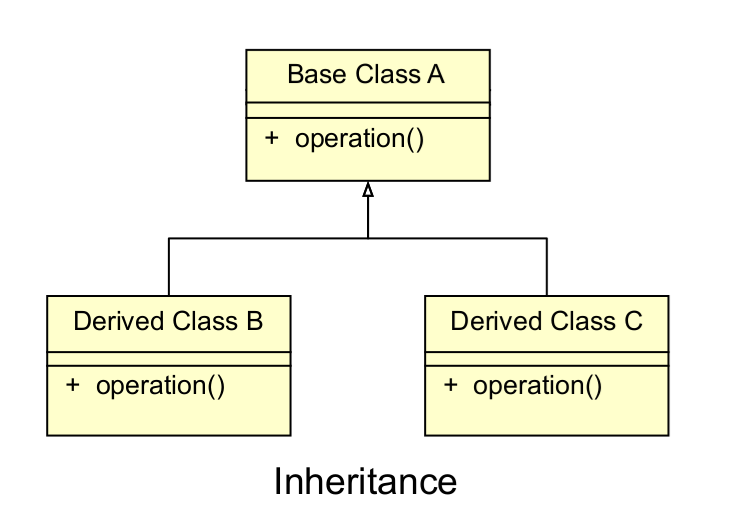 Base Class A
+ operation()
Derived Class B
+ operation()
Derived Class C
+ operation()
Inheritance